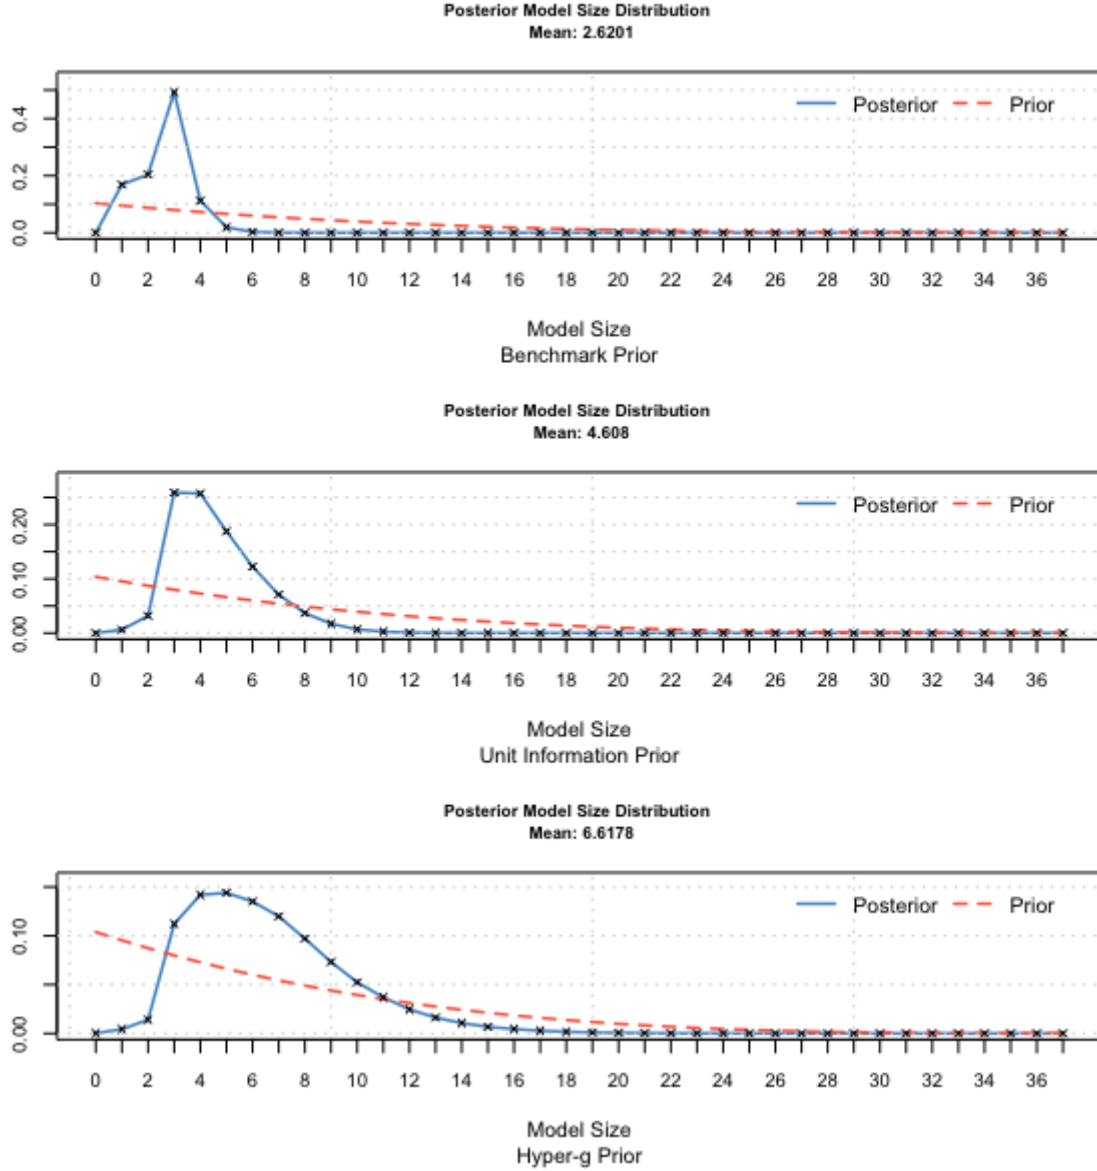 Posterior Model Size Distribution
Mean: 2.6201
Posterior Prior
0.0 0.2 0.4
0 2 4 6 8 10 12 14 16 18 20 22 24 26 28 30 32 34 36
Model Size
Benchmark Prior
Posterior Model Size Distribution
Mean: 4.608
Posterior Prior
0.00 0.10 0.20
0 2 4 6 8 10 12 14 16 18 20 22 24 26 28 30 32 34 36
Model Size
Unit Information Prior
Posterior Model Size Distribution
Mean: 6.6178
Posterior Prior
0.00 0.10
0 2 4 6 8 10 12 14 16 18 20 22 24 26 28 30 32 34 36
Model Size
Hyper-g Prior